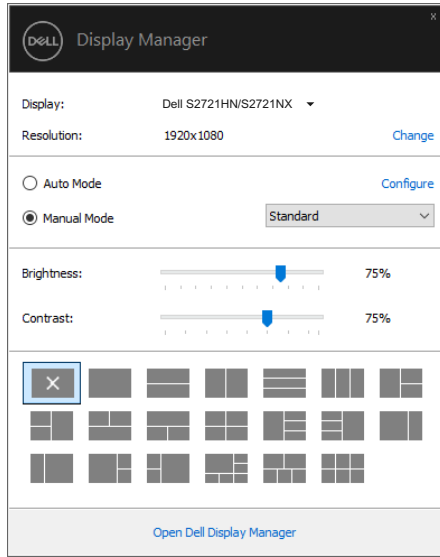 x
DELL Display Manager
Display: Dell S2721HN/S2721NX
Resolution: 1920x1080 Change
Auto Mode Configure
Manual Mode Standard
Brightness: 75%
Contrast: 75%
Open Dell Display Manager